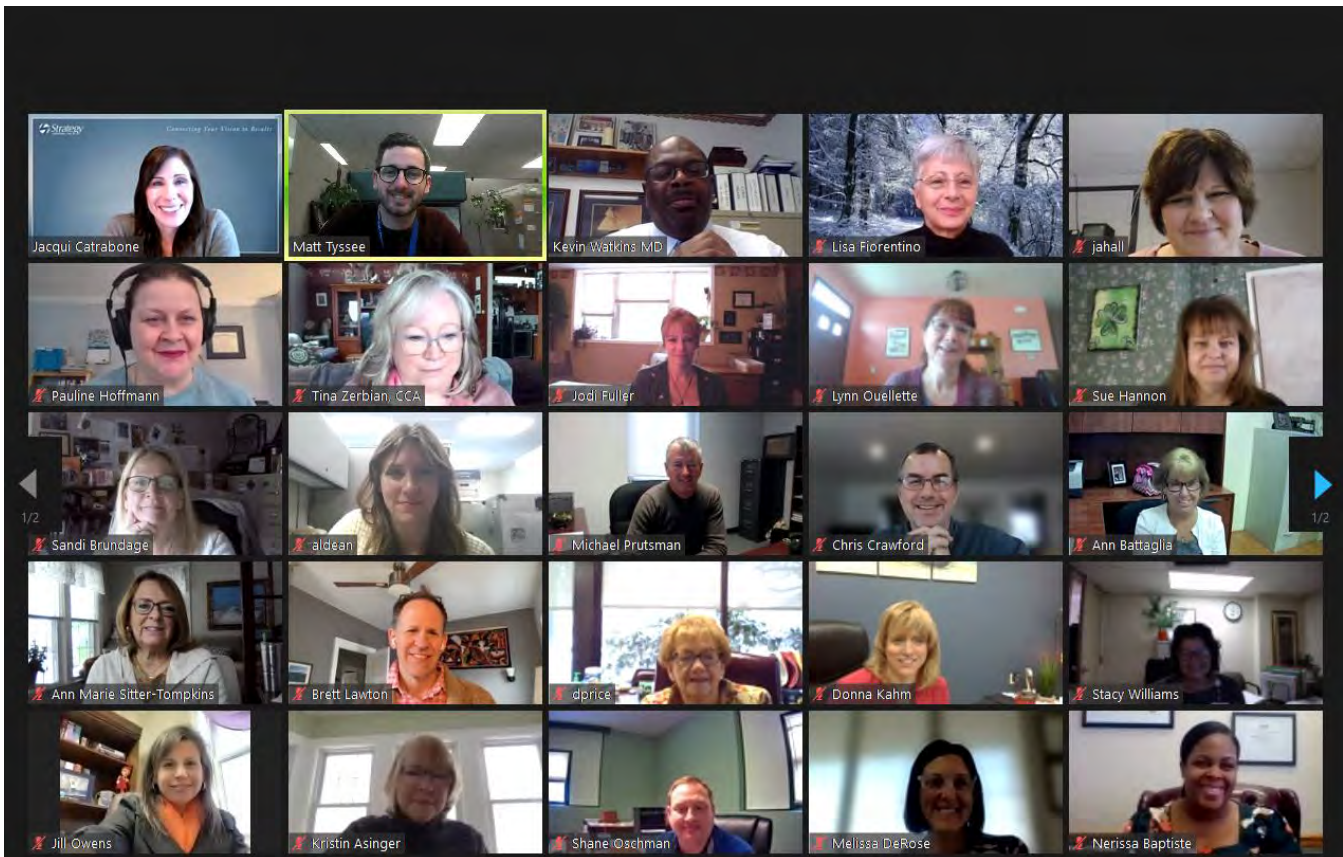 Strategy
Connecting Your Vision to Results
Jacqui Catrabone
Matt Tyssee
Kevin Watkins MD
Lisa Fiorentino
jahall
Pauline Hoffmann
Tina Zerbian, CCA
Jodi Fuller
Lynn Ouellette
Sue Hannon
1/2
1/2
Sandi Brundage
aldean
Michael Prutsman
Chris Crawford
Ann Battaglia
Ann Marie Sitter-Tompkins
Brett Lawton
dprice
Donna Kahm
Stacy Williams
Jill Owens
Kristin Asinger
Shane Oschman
Melissa DeRose
Nerissa Baptiste